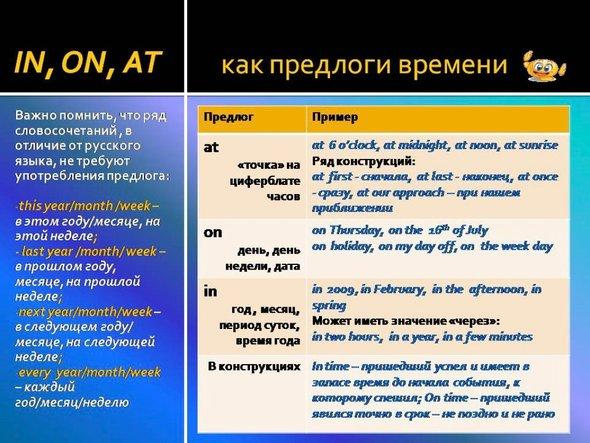 IN, ON, AT
как предлоги времени
Важно помнить, что ряд
словосочетаний , в
отличие от русского
языка, не требуют
употребления предлога:
-this year/month /week –
в этом году/месяце, на
этой неделе;
- last year /month/ week –
в прошлом году,
месяце, на прошлой
неделе;
-next year/month/week –
в следующем году/
месяце, на следующей
неделе;
-every year/month/week
– каждый
год/месяц/неделю
Предлог
Пример
at
«точка» на
циферблате
часов
at 6 o’clock, at midnight, at noon, at sunrise
Ряд конструкций:
at first - сначала, at last - наконец, at once
- сразу, at our approach – при нашем
приближении
on
день, день
недели, дата
on Thursday, on the 16th of July
on holiday, on my day off, on the week day
in
год , месяц,
период суток,
время года
in 2009, in February, in the afternoon, in
spring
Может иметь значение «через»:
in two hours, in a year, in a few minutes
В конструкциях
In time – пришедший успел и имеет в
запасе время до начала события, к
которому спешил; On time – пришедший
явился точно в срок – не поздно и не рано